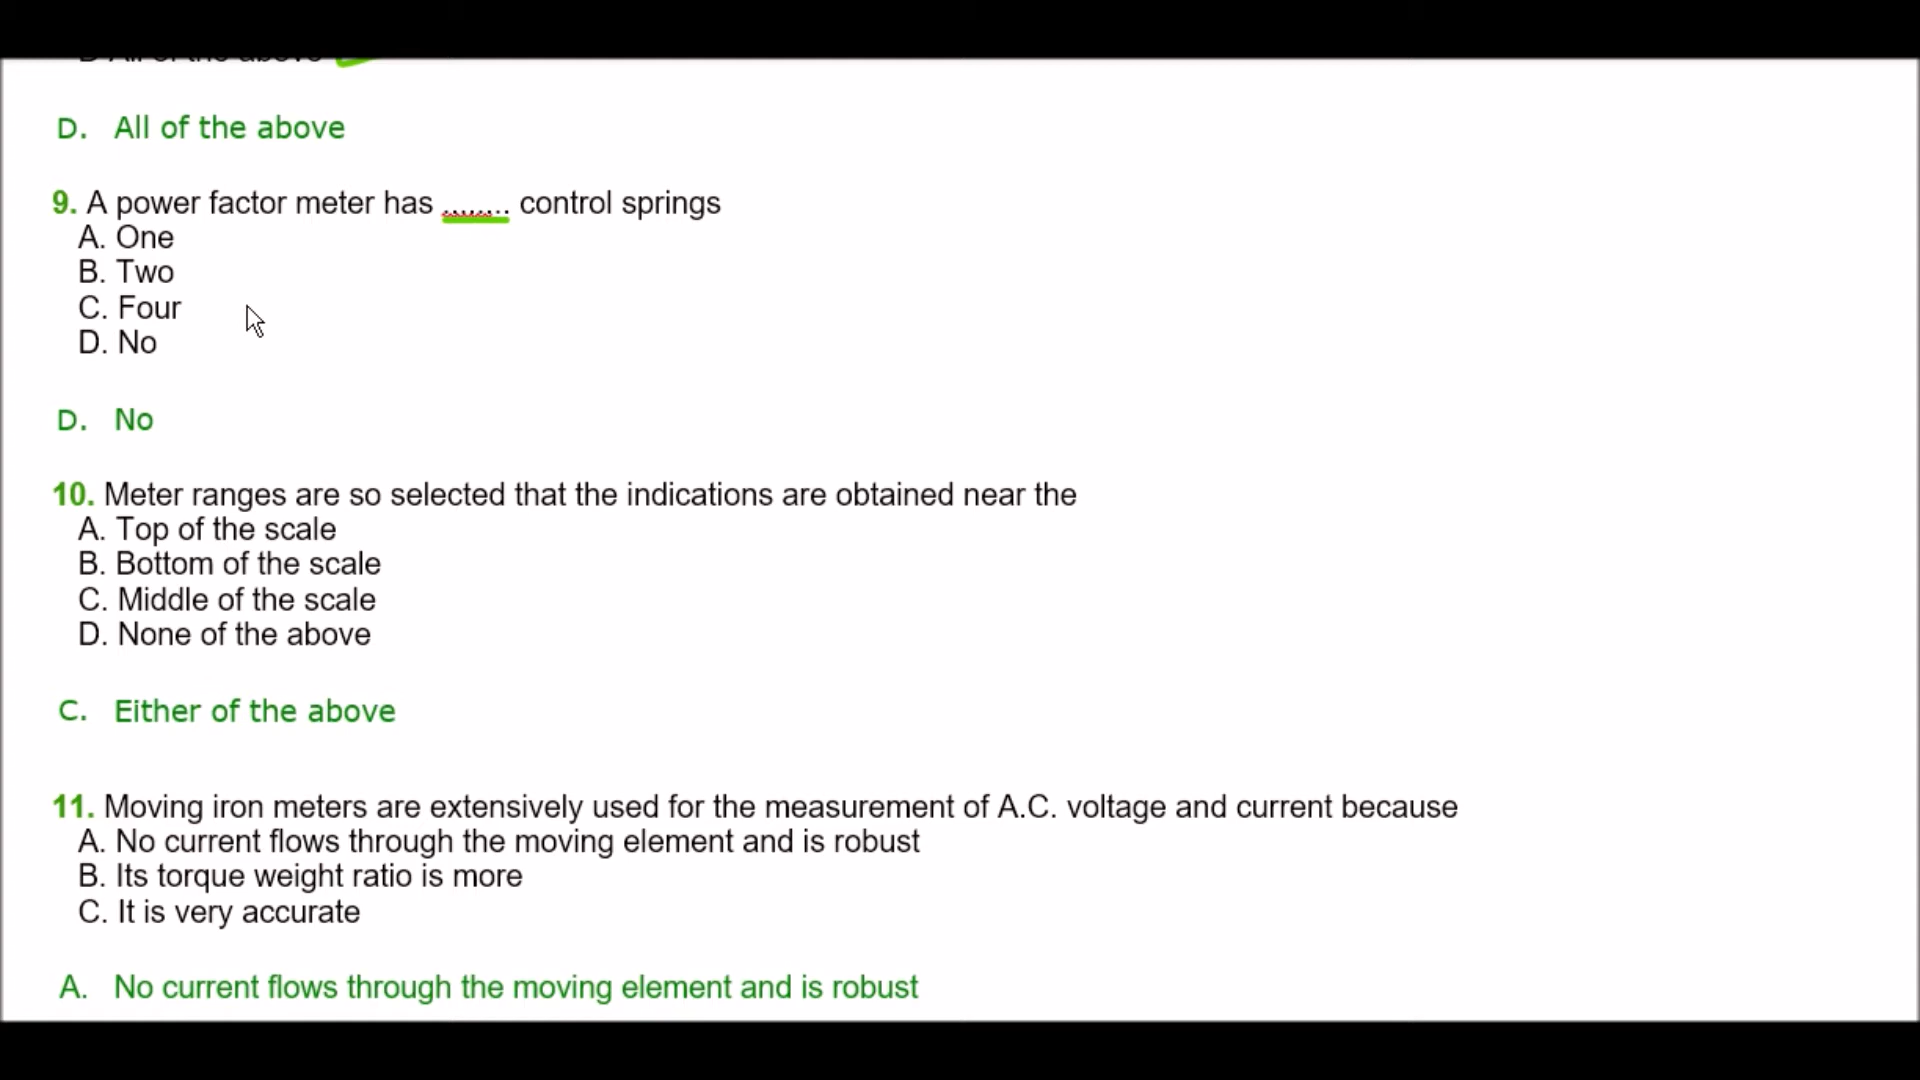 D All of the above
D. All of the above
9. A power factor meter has ........ control springs
A. One
B. Two
C. Four
D. No
D. No
10. Meter ranges are so selected that the indications are obtained near the
A. Top of the scale
B. Bottom of the scale
C. Middle of the scale
D. None of the above
C. Either of the above
11. Moving iron meters are extensively used for the measurement of A.C. voltage and current because
A. No current flows through the moving element and is robust
B. Its torque weight ratio is more
C. It is very accurate
A. No current flows through the moving element and is robust